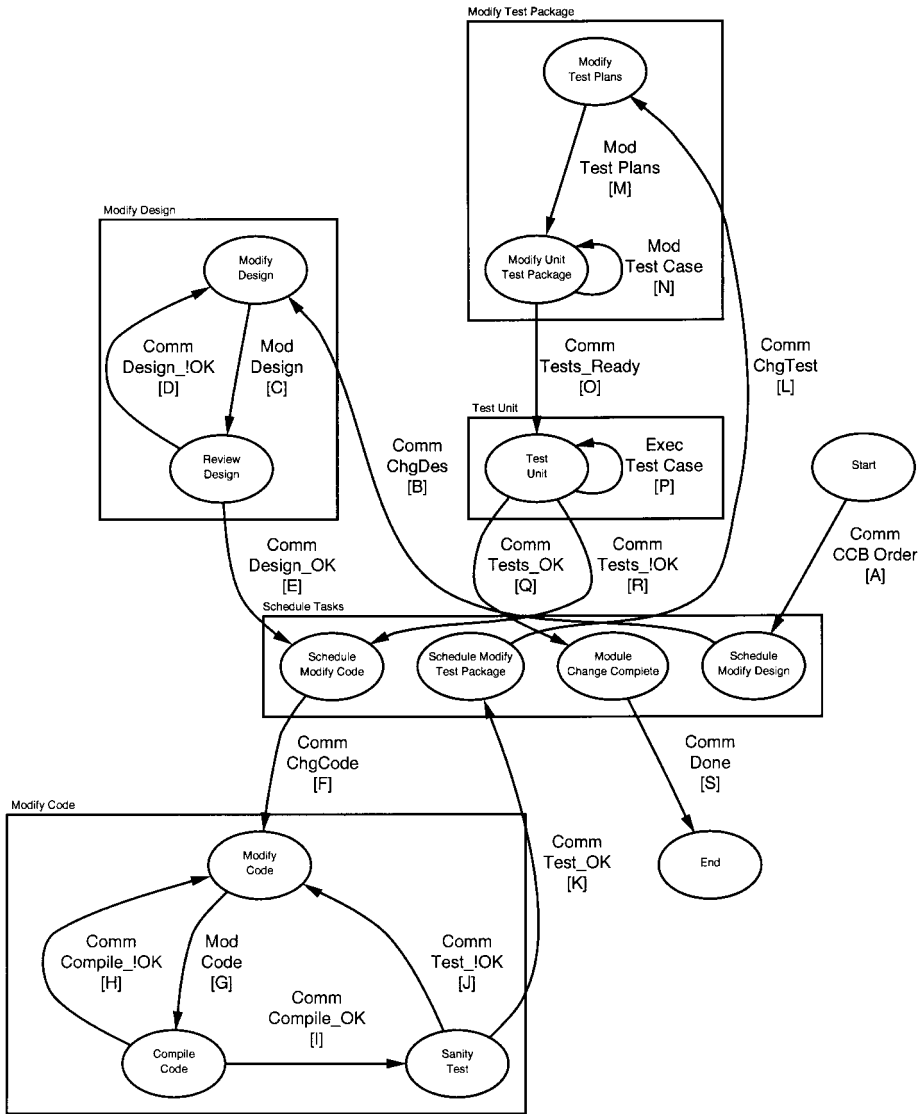 Modify Test Package
Modify
Test Plans
Mod
Test Plans
[M]
Modify Unit
Test Package
Mod
Test Case
[N]
Modify Design
Modify
Design
Comm
Design_!OK
[D]
Mod
Design
[C]
Review
Design
Comm
Tests_Ready
[O]
Comm
ChgTest
[L]
Test Unit
Test
Unit
Exec
Test Case
[P]
Comm
ChgDes
[B]
Start
Comm
CCB Order
[A]
Comm
Design_OK
[E]
Comm
Tests_OK
[Q]
Comm
Tests_!OK
[R]
Schedule Tasks
Schedule
Modify Code
Schedule Modify
Test Package
Module
Change Complete
Schedule
Modify Design
Comm
ChgCode
[F]
Comm
Done
[S]
Modify Code
Modify
Code
Comm
Test_OK
[K]
End
Comm
Compile_!OK
[H]
Mod
Code
[G]
Comm
Test_!OK
[J]
Comm
Compile_OK
[I]
Compile
Code
Sanity
Test